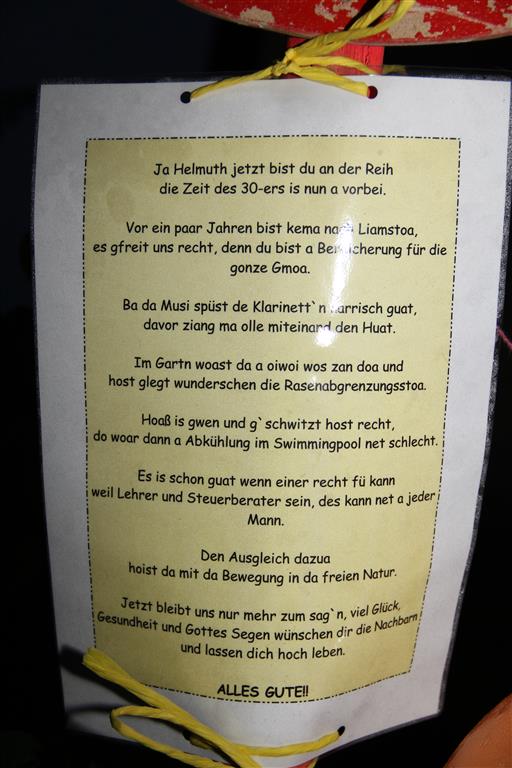 Ja Helmuth jetzt bist du an der Reih
die Zeit des 30-ers is nun a vorbei.
Vor ein paar Jahren bist kema nach Liamstoa,
es gfreit uns recht, denn du bist a Bereicherung für die
gonze Gmoa.
Ba da Musi spüst de Klarinett`n narrisch guat,
davor ziang ma olle miteinand den Huat.
Im Gartn woast da a oiwoi wos zan doa und
host glegt wunderschen die Rasenabgrenzungsstoa.
Hoaß is gwen und g`schwitzt host recht,
do woar dann a Abkühlung im Swimmingpool net schlecht.
Es is schon guat wenn einer recht fü kann
weil Lehrer und Steuerberater sein, des kann net a jeder
Mann.
Den Ausgleich dazua
hoist da mit da Bewegung in da freien Natur.
Jetzt bleibt uns nur mehr zum sag`n, viel Glück,
Gesundheit und Gottes Segen wünschen dir die Nachbarn
und lassen dich hoch leben.
ALLES GUTE!!